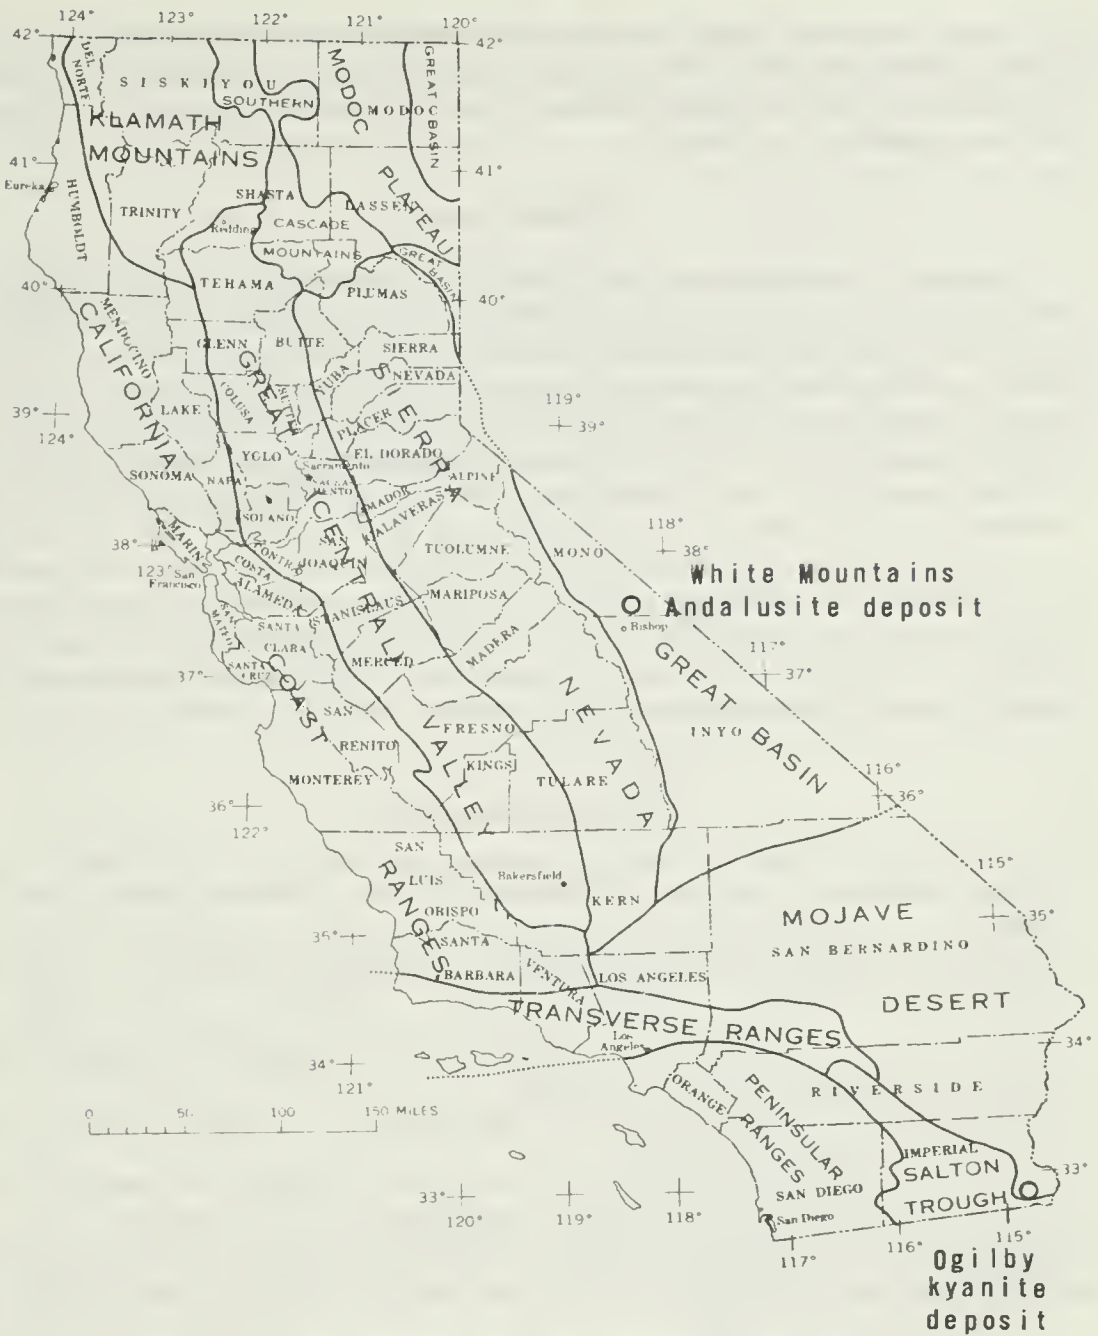 124° 123° 122° 121° 120°
42° 42°
DEL NORTE
SISKIYOU
MODOC
GREAT BASIN
SOUTHERN
MODOC
KLAMATH
MOUNTAINS
41° 41°
Eureka
HUMBOLDT
TRINITY
SHASTA
LASSEN
PLATEAU
Redding
CASCADE
MOUNTAINS
GREAT BASIN
TEHAMA
PLUMAS
40° 40°
MENDOCINO
CALIFORNIA
GLENN
BUTTE
SIERRA
GREAT
YUBA
NEVADA
SIERRA
COLUSA
SUTTER
LAKE
PLACER
39°
124°
119°
39°
YOLO
EL DORADO
Sacramento
SONOMA
NAPA
SACRA
MENTO
ALPINE
AMADOR
SOLANO
CALAVERAS
CENTRAL
MARIN
38°
CONTRA
COSTA
SAN
JOAQUIN
TUOLUMNE
MONO
118°
38°
123°
San
Francisco
ALAMEDA
STANISLAUS
MARIPOSA
White Mountains
Andalusite deposit
Bishop
SAN
MATEO
SANTA
CLARA
MERCED
MADERA
117°
37°
37°
SANTA
CRUZ
COAST
GREAT BASIN
SAN
BENITO
VALLEY
FRESNO
NEVADA
INYO
KINGS
MONTEREY
TULARE
116°
36°
36°
122°
SAN
LUIS
OBISPO
RANGES
Bakersfield
KERN
115°
35°
MOJAVE
SAN BERNARDINO
35°
SANTA
BARBARA
VENTURA
LOS ANGELES
DESERT
TRANSVERSE RANGES
Los
Angeles
34°
34°
121°
ORANGE
PENINSULAR
RANGES
RIVERSIDE
0 50 100 150 MILES
IMPERIAL
SALTON
TROUGH
33°
SAN DIEGO
San Diego
33°
120° 119° 118°
117° 116° 115°
Ogilby
kyanite
deposit